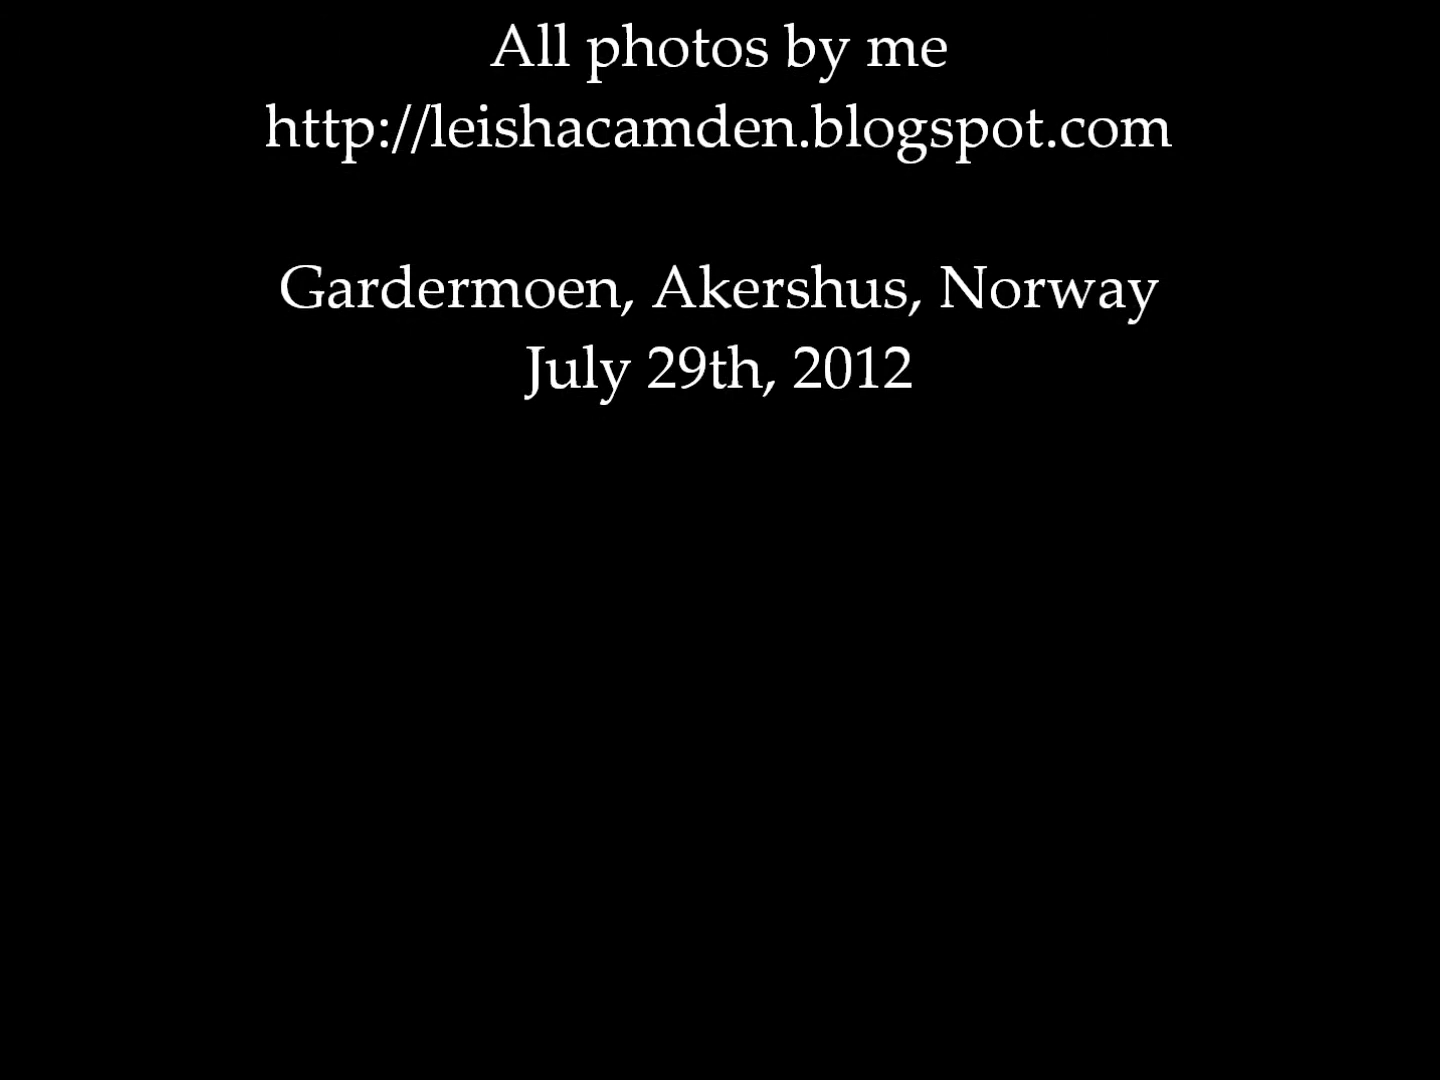 All photos by me
http://leishacamden.blogspot.com
Gardermoen, Akershus, Norway
July 29th, 2012